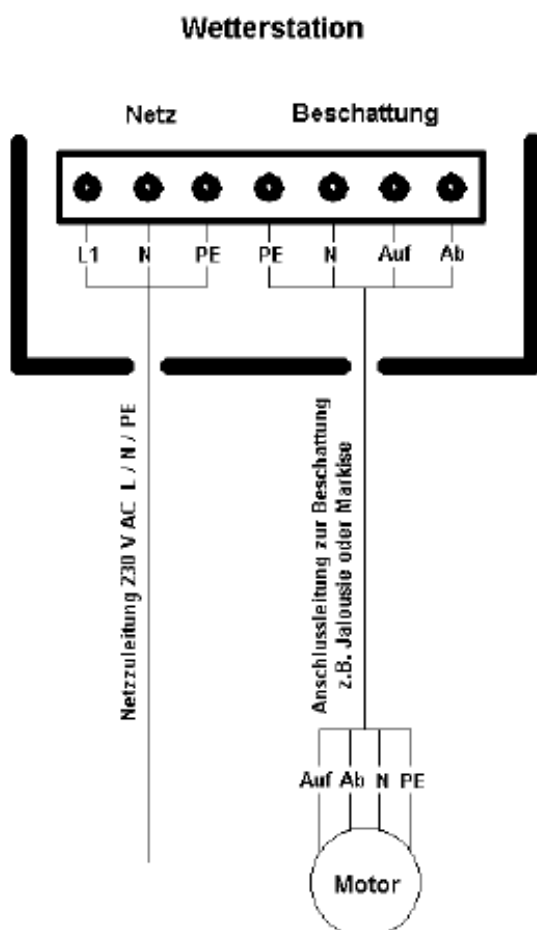 Wetterstation
Netz Beschattung
L1 N PE PE N Auf Ab
Netzzuleitung 230 V AC L / N / PE
Anschlussleitung zur Beschattung
z.B. Jalousie oder Markise
Auf Ab N PE
Motor